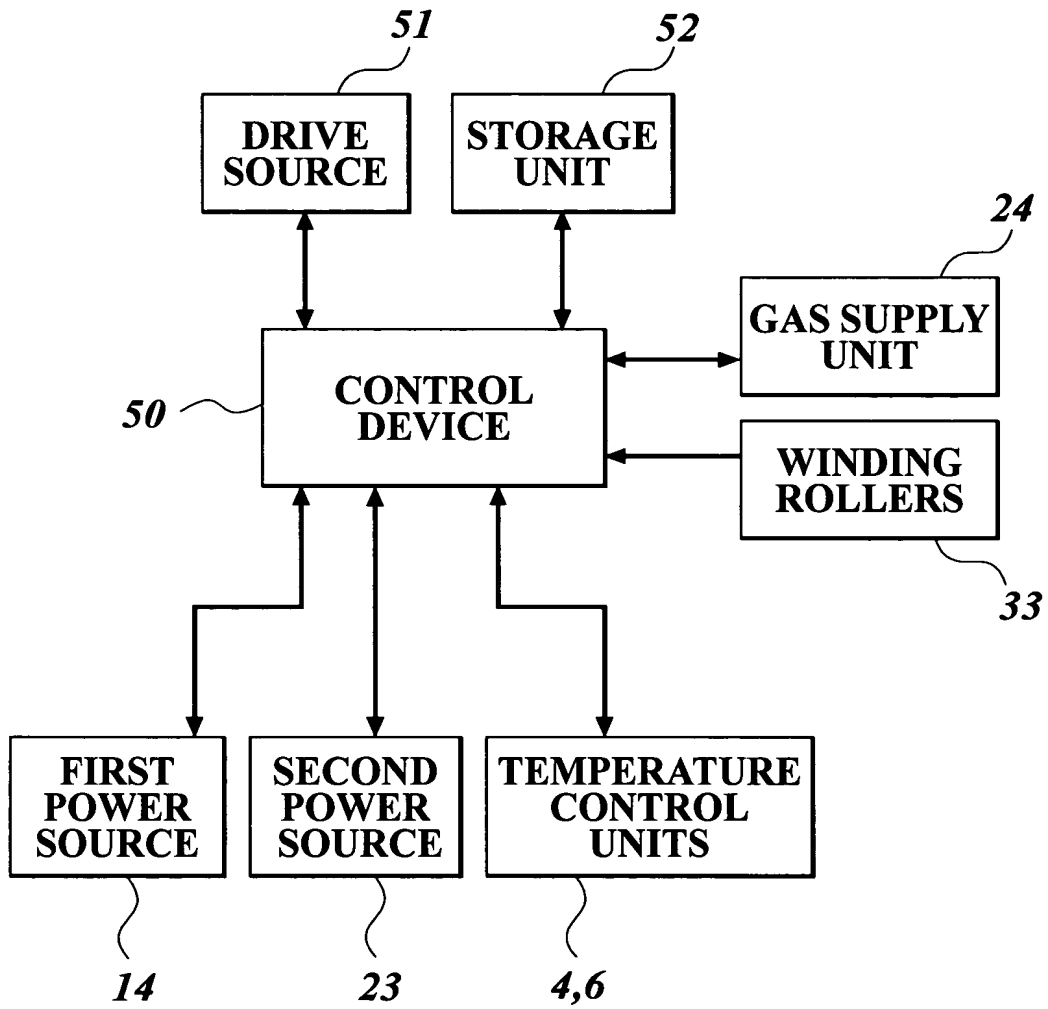 51
52
DRIVE
SOURCE
STORAGE
UNIT
24
GAS SUPPLY
UNIT
50
CONTROL
DEVICE
WINDING
ROLLERS
33
FIRST
POWER
SOURCE
SECOND
POWER
SOURCE
TEMPERATURE
CONTROL
UNITS
14
23
4,6